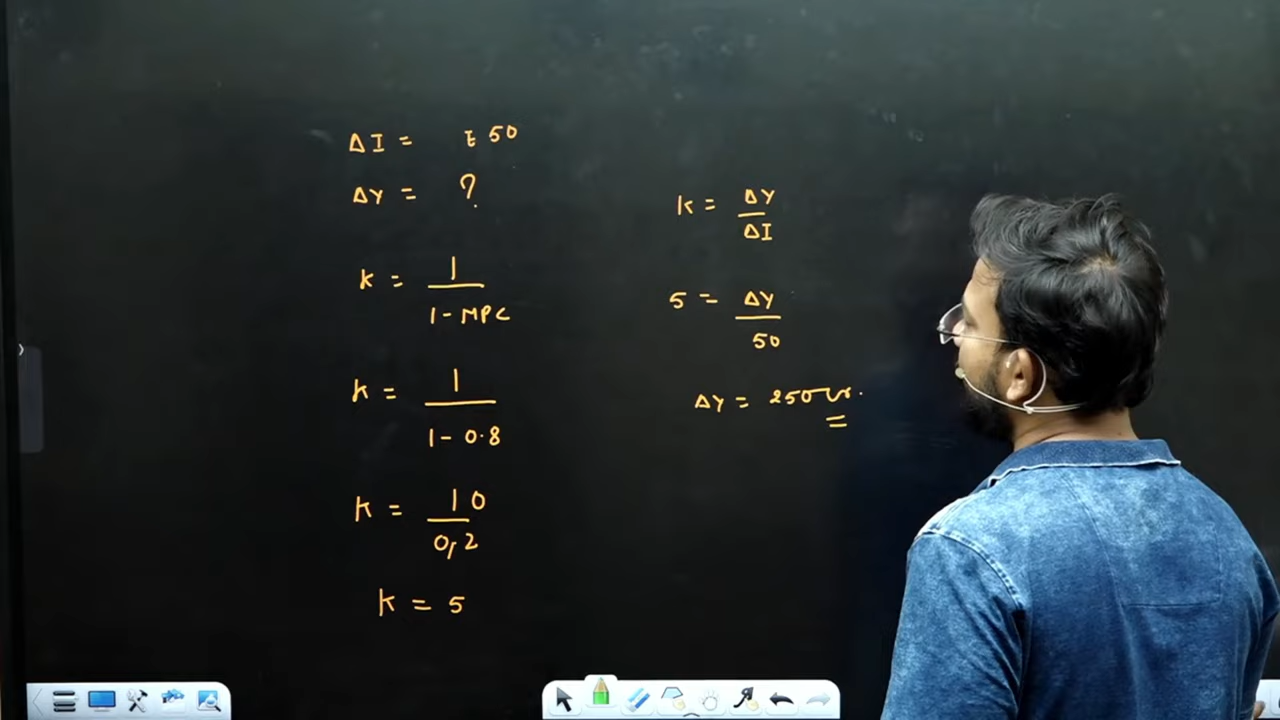 ΔI = ₹ 50
ΔY = ?
k = 1 / 1 - MPC
k = 1 / 1 - 0.8
k = 10 / 0.2
k = 5
k = ΔY / ΔI
5 = ΔY / 50
ΔY = 250 cr.